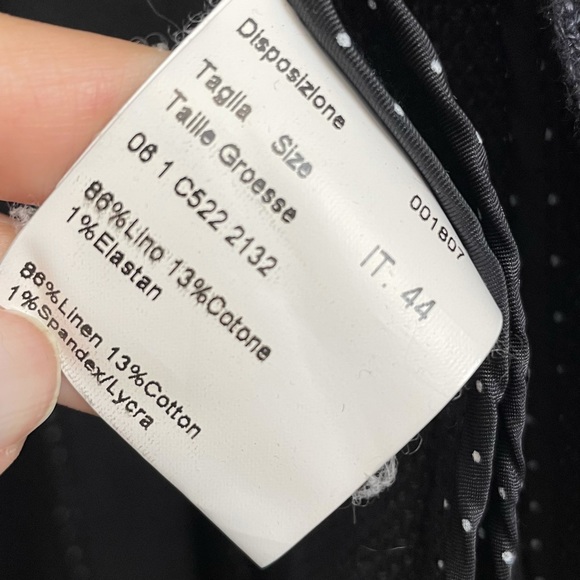 Disposizione
001807
Taglia Size
Taille Groesse
IT. 44
06 1 C522 2132
86%Lino 13%Cotone
1%Elastan
86%Linen 13%Cotton
1%Spandex/Lycra